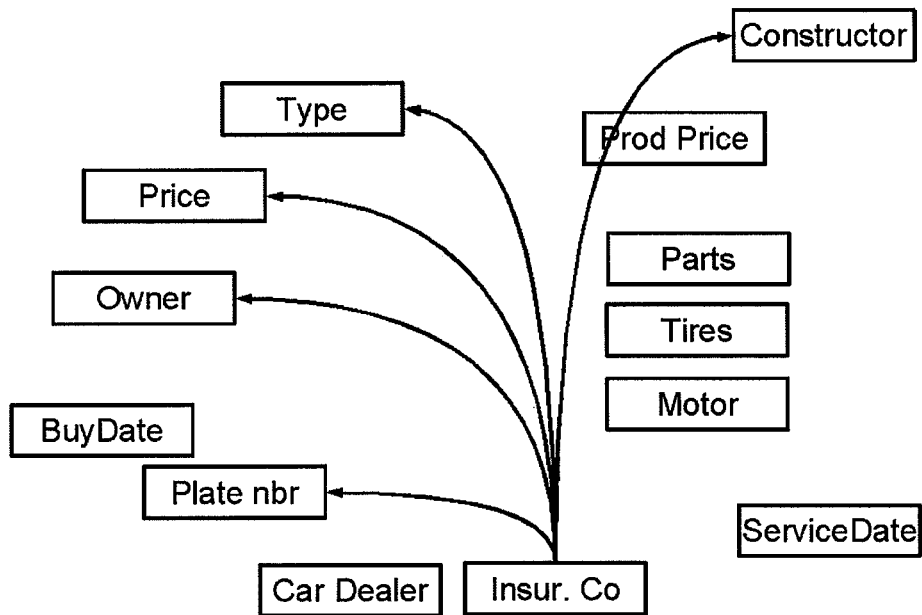 Constructor
Type
Prod Price
Price
Parts
Owner
Tires
Motor
BuyDate
Plate nbr
ServiceDate
Car Dealer
Insur. Co